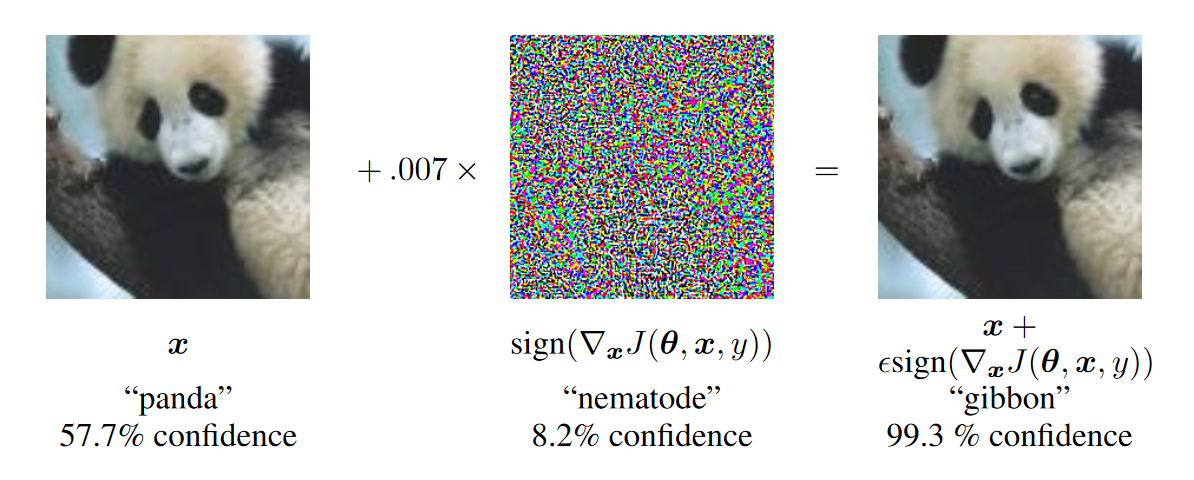 + .007 ×
=
x
“panda”
57.7% confidence
sign(∇ₓJ(θ, x, y))
“nematode”
8.2% confidence
x +
ϵsign(∇ₓJ(θ, x, y))
“gibbon”
99.3 % confidence